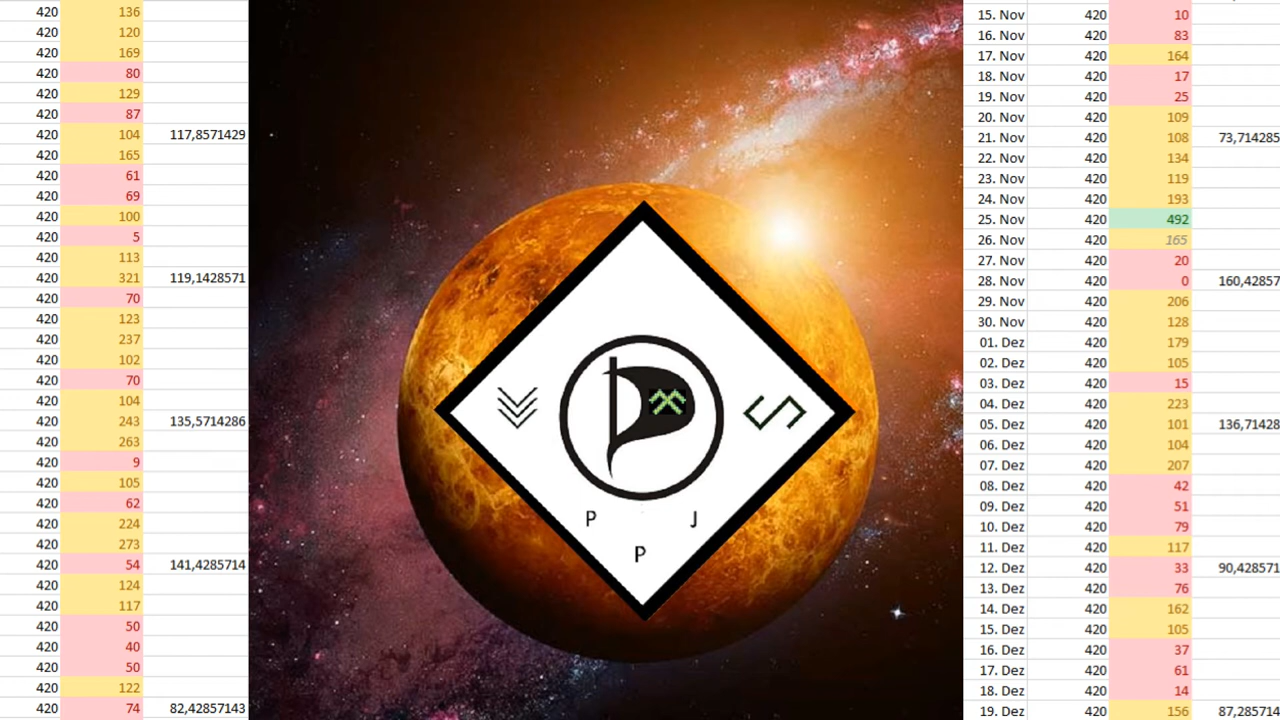 420 136
420 120
420 169
420 80
420 129
420 87
420 104 117,8571429
420 165
420 61
420 69
420 100
420 5
420 113
420 321 119,1428571
420 70
420 123
420 237
420 102
420 70
420 104
420 243 135,5714286
420 263
420 9
420 105
420 62
420 224
420 273
420 54 141,4285714
420 124
420 117
420 50
420 40
420 50
420 122
420 74 82,42857143
P J
P
15. Nov 420 10
16. Nov 420 83
17. Nov 420 164
18. Nov 420 17
19. Nov 420 25
20. Nov 420 109
21. Nov 420 108 73,714285
22. Nov 420 134
23. Nov 420 119
24. Nov 420 193
25. Nov 420 492
26. Nov 420 165
27. Nov 420 20
28. Nov 420 0 160,42857
29. Nov 420 206
30. Nov 420 128
01. Dez 420 179
02. Dez 420 105
03. Dez 420 15
04. Dez 420 223
05. Dez 420 101 136,71428
06. Dez 420 104
07. Dez 420 207
08. Dez 420 42
09. Dez 420 51
10. Dez 420 79
11. Dez 420 117
12. Dez 420 33 90,428571
13. Dez 420 76
14. Dez 420 162
15. Dez 420 105
16. Dez 420 37
17. Dez 420 61
18. Dez 420 14
19. Dez 420 156 87,285714